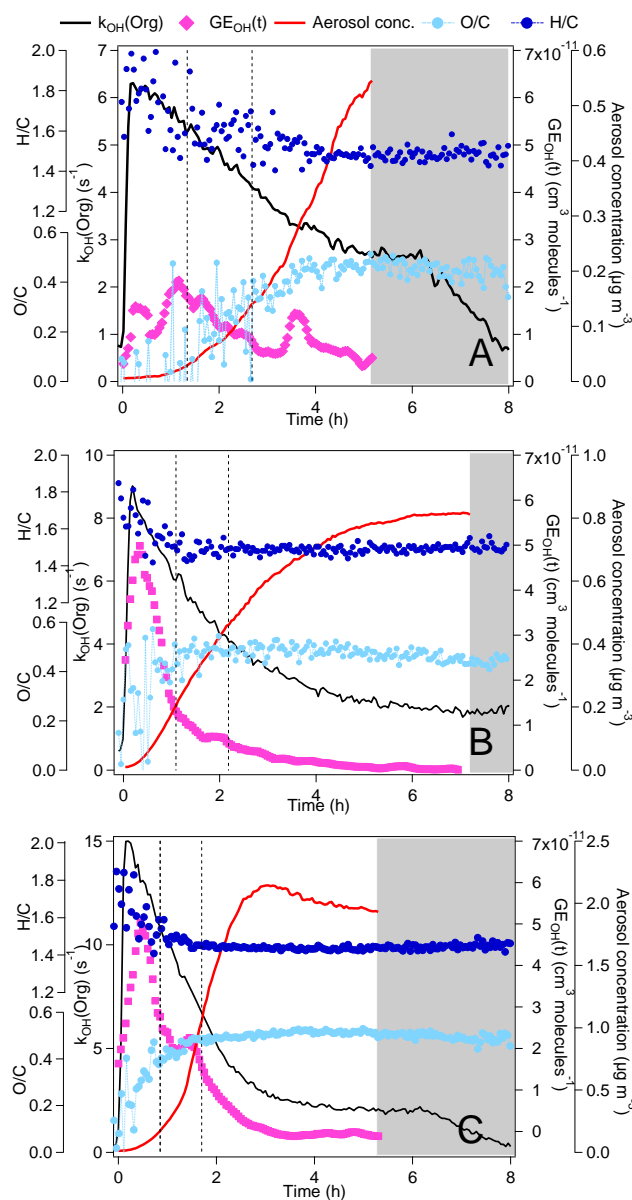 k_OH(Org) GE_OH(t) Aerosol conc. O/C H/C
2.0 7 7x10^-11 0.6
1.8 6 6 0.5
1.6 5 5 0.4
1.4 4 4
1.2 3 3 0.3
0.6 2 2 0.2
0.4 1 1 0.1
0.2 0 0 0.0
0.0
H/C
O/C
k_OH(Org) (s^-1)
GE_OH(t) (cm^3 molecules^-1)
Aerosol concentration (µg m^-3)
A
0 2 4 6 8
Time (h)
2.0 10 7x10^-11 1.0
1.8 8 6 0.8
1.6 6 5 0.6
1.4 4 4 0.4
1.2 2 3 0.2
0.6 0 2 0.0
0.4 1
0.2 0
0.0
H/C
O/C
k_OH(Org) (s^-1)
GE_OH(t) (cm^3 molecules^-1)
Aerosol concentration (µg m^-3)
B
0 2 4 6 8
Time (h)
2.0 15 7x10^-11 2.5
1.8 10 6 2.0
1.6 5 5 1.5
1.4 0 4 1.0
1.2 3 0.5
0.6 2 0.0
0.4 1
0.2 0
0.0
H/C
O/C
k_OH(Org) (s^-1)
GE_OH(t) (cm^3 molecules^-1)
Aerosol concentration (µg m^-3)
C
0 2 4 6 8
Time (h)